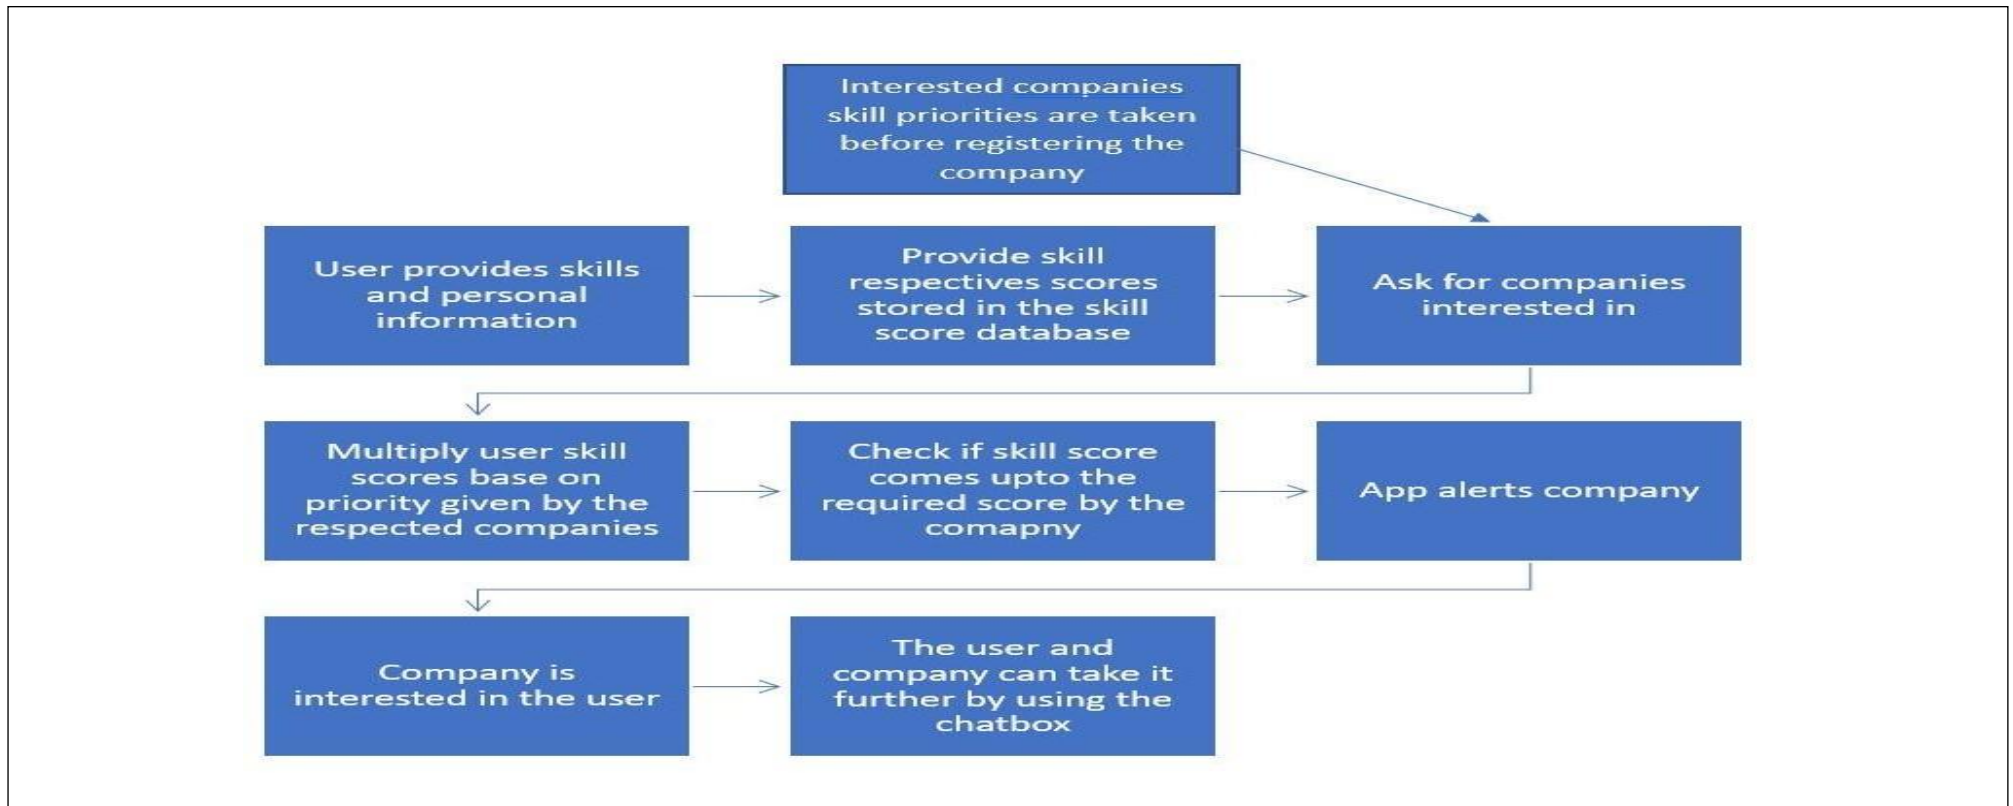 Interested companies
skill priorities are taken
before registering the
company
User provides skills
and personal
information
Provide skill
respectives scores
stored in the skill
score database
Ask for companies
interested in
Multiply user skill
scores base on
priority given by the
respected companies
Check if skill score
comes upto the
required score by the
comapny
App alerts company
Company is
interested in the user
The user and
company can take it
further by using the
chatbox